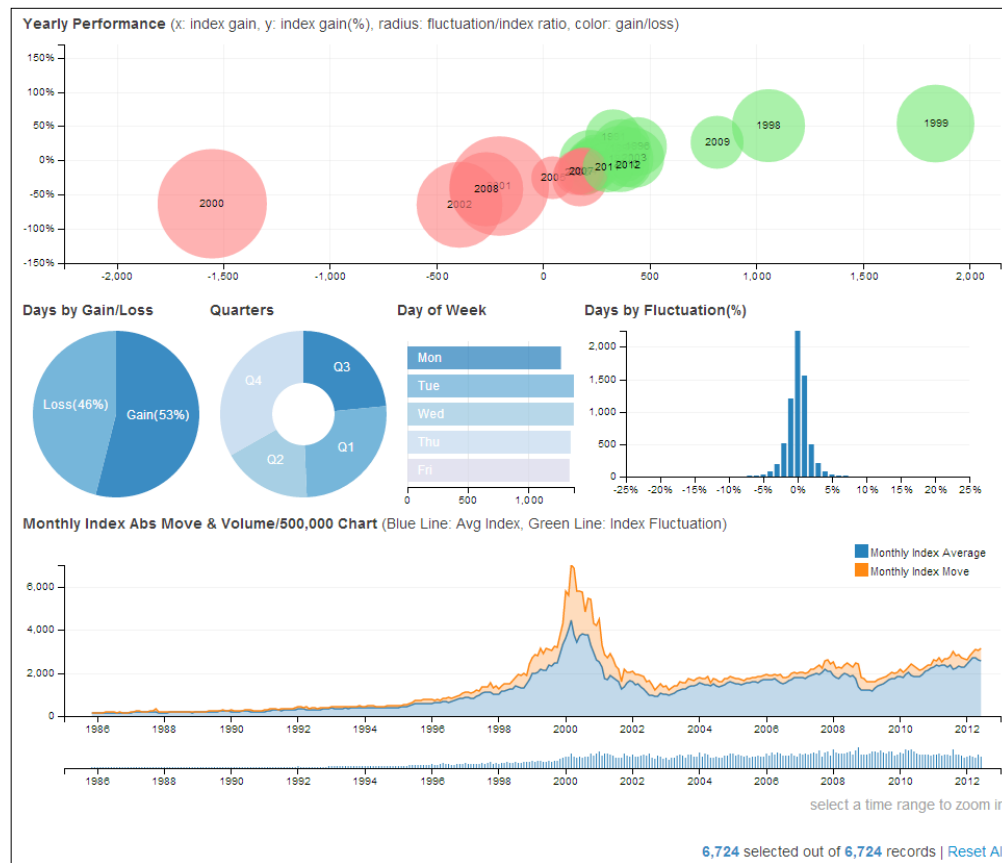 Yearly Performance (x: index gain, y: index gain(%), radius: fluctuation/index ratio, color: gain/loss)
150%
100%
50%
0%
-50%
-100%
-150%
2000
2002
2008
2009
1998
1999
2012
-2,000 -1,500 -1,000 -500 0 500 1,000 1,500 2,000
Days by Gain/Loss Quarters Day of Week Days by Fluctuation(%)
Loss(46%) Gain(53%)
Q4 Q3
Q2 Q1
Mon
Tue
Wed
Thu
Fri
0 500 1,000
2,000
1,500
1,000
500
0
-25% -20% -15% -10% -5% 0% 5% 10% 15% 20% 25%
Monthly Index Abs Move & Volume/500,000 Chart (Blue Line: Avg Index, Green Line: Index Fluctuation)
Monthly Index Average
Monthly Index Move
6,000
4,000
2,000
0
1986 1988 1990 1992 1994 1996 1998 2000 2002 2004 2006 2008 2010 2012
1986 1988 1990 1992 1994 1996 1998 2000 2002 2004 2006 2008 2010 2012
select a time range to zoom in
6,724 selected out of 6,724 records | Reset Al